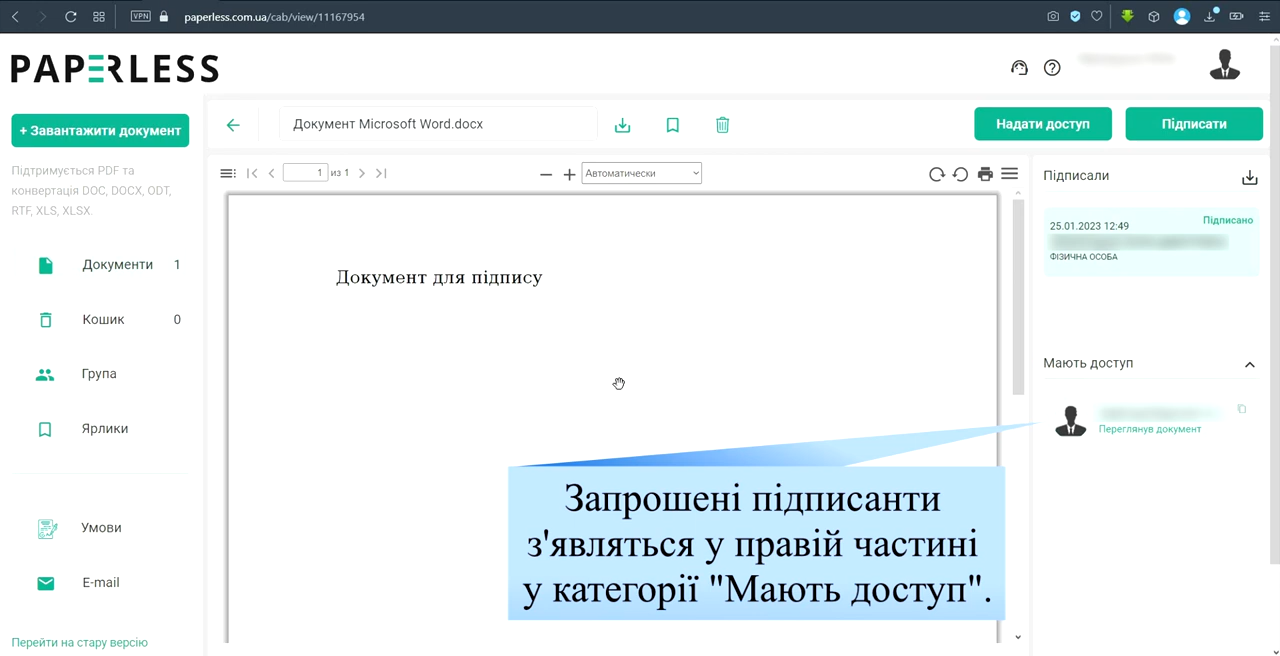 VPN
paperless.com.ua/cab/view/11167954
PAPERLESS
+ Завантажити документ
Підтримується PDF та
конвертація DOC, DOCX, ODT,
RTF, XLS, XLSX.
Документи 1
Кошик 0
Група
Ярлики
Умови
E-mail
Перейти на стару версію
Документ Microsoft Word.docx
Надати доступ
Підписати
1 из 1
Автоматически
Документ для підпису
Підписали
Підписано
25.01.2023 12:49
ФІЗИЧНА ОСОБА
Мають доступ
Переглянув документ
Запрошені підписанти
з'являться у правій частині
у категорії "Мають доступ".